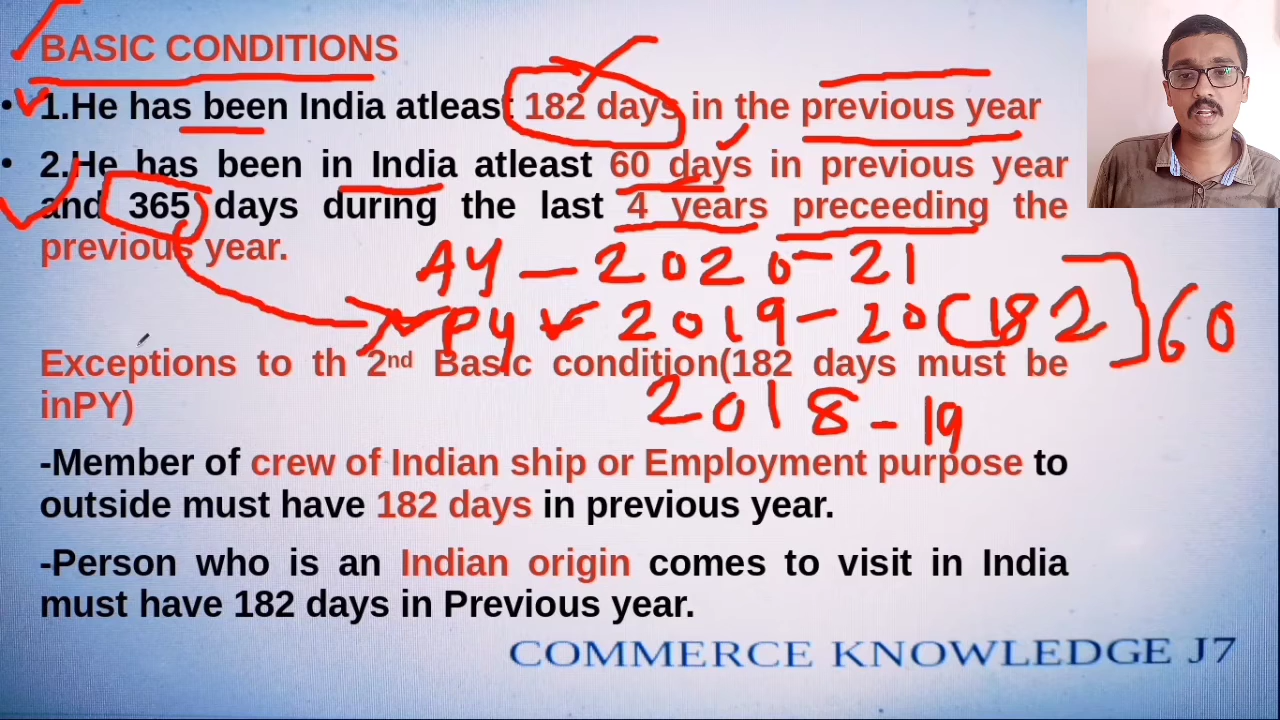 BASIC CONDITIONS
• 1.He has been India atleast 182 days in the previous year
• 2.He has been in India atleast 60 days in previous year
and 365 days during the last 4 years preceeding the
previous year.
AY - 2020-21
PY 2019-20 (182 ] 60
Exceptions to th 2nd Basic condition(182 days must be
inPY)
2018-19
-Member of crew of Indian ship or Employment purpose to
outside must have 182 days in previous year.
-Person who is an Indian origin comes to visit in India
must have 182 days in Previous year.
COMMERCE KNOWLEDGE J7